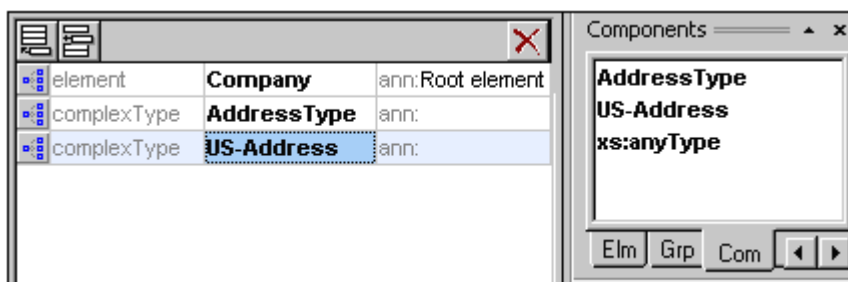 element Company ann:Root element
complexType AddressType ann:
complexType US-Address ann:
Components
AddressType
US-Address
xs:anyType
Elm Grp Com